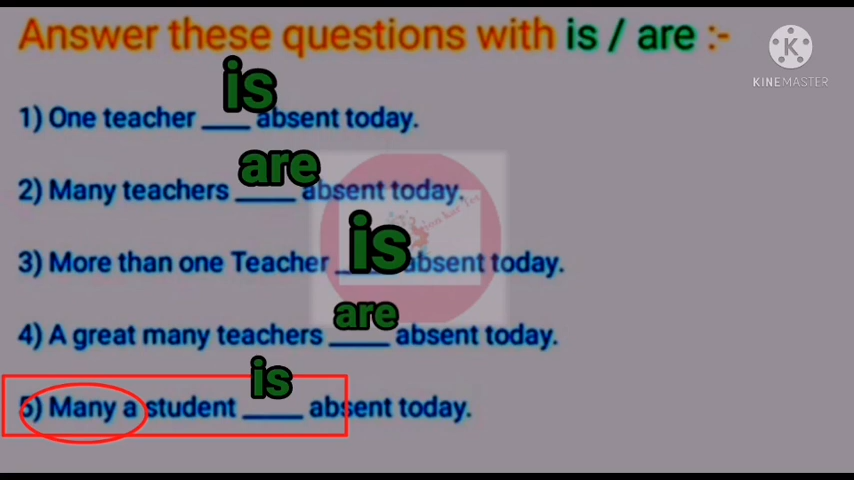 Answer these questions with is / are :-
KINEMASTER
is
1) One teacher ____ absent today.
are
2) Many teachers _____ absent today.
is
3) More than one Teacher _____ absent today.
are
4) A great many teachers _____ absent today.
is
5) Many a student _____ absent today.